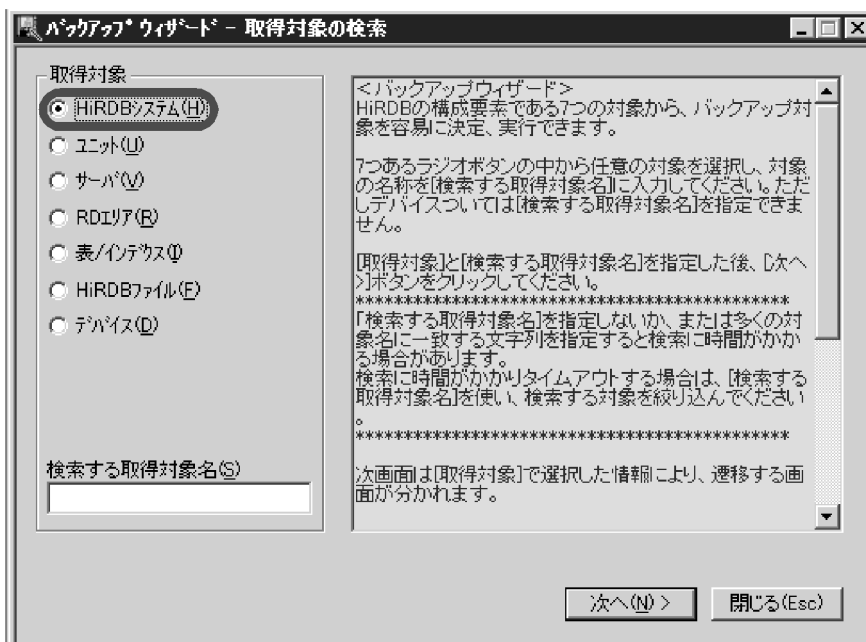 バックアップ ウィザード - 取得対象の検索
取得対象
HiRDBシステム(H)
ユニット(U)
サーバ(V)
RDエリア(R)
表/インデクス(I)
HiRDBファイル(F)
デバイス(D)
検索する取得対象名(S)
<バックアップウィザード>
HiRDBの構成要素である7つの対象から、バックアップ対
象を容易に決定、実行できます。
7つあるラジオボタンの中から任意の対象を選択し、対象
の名称を[検索する取得対象名]に入力してください。ただ
しデバイスついては[検索する取得対象名]を指定できま
せん。
[取得対象]と[検索する取得対象名]を指定した後、[次へ
>]ボタンをクリックしてください。
**********************************************
「検索する取得対象名]を指定しないか、または多くの対
象名に一致する文字列を指定すると検索に時間がかか
る場合があります。
検索に時間がかかりタイムアウトする場合は、[検索する
取得対象名]を使い、検索する対象を絞り込んでください
。
**********************************************
次画面は[取得対象]で選択した情報により、遷移する画
面が分かれます。
次へ(N) >
閉じる(Esc)